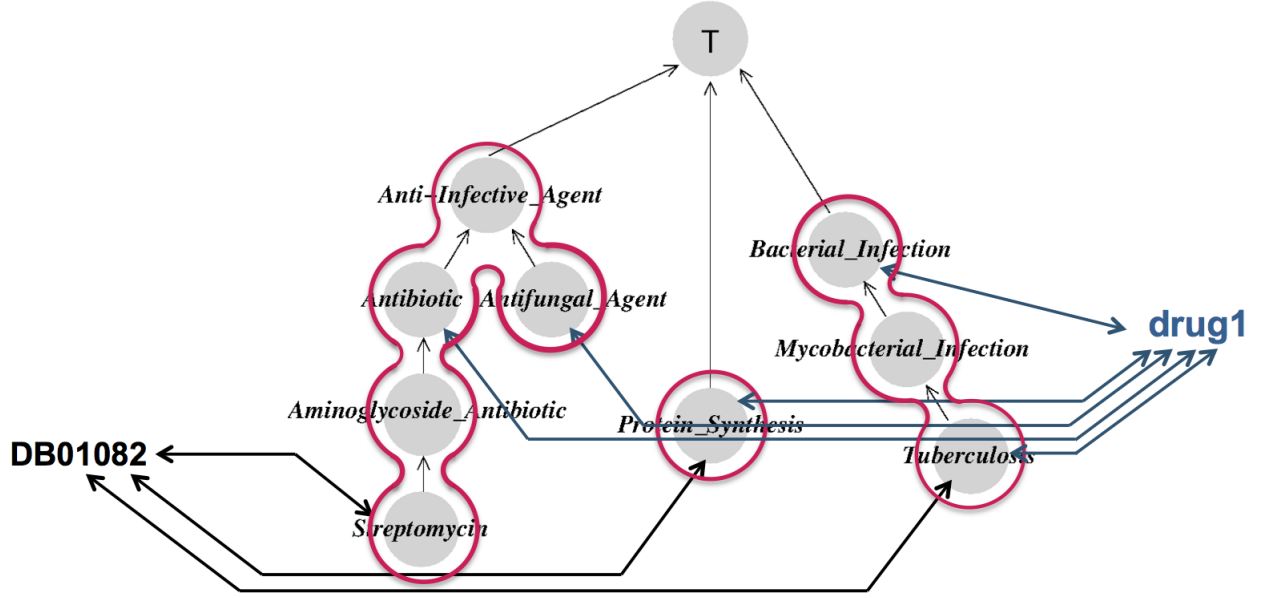 T
Anti-Infective_Agent
Bacterial_Infection
Antibiotic
Antifungal_Agent
drug1
Mycobacterial_Infection
Aminoglycoside_Antibiotic
Protein_Synthesis
DB01082
Tuberculosis
Streptomycin